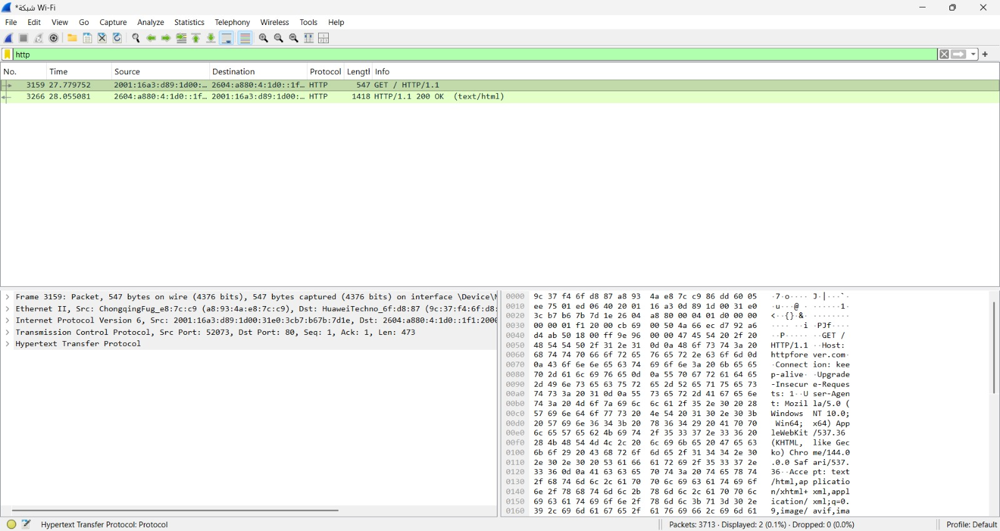 *شبكة Wi-Fi
File Edit View Go Capture Analyze Statistics Telephony Wireless Tools Help
http
No. Time Source Destination Protocol Lengtl Info
3159 27.779752 2001:16a3:d89:1d00:… 2604:a880:4:1d0::1f… HTTP 547 GET / HTTP/1.1
3266 28.055081 2604:a880:4:1d0::1f… 2001:16a3:d89:1d00:… HTTP 1418 HTTP/1.1 200 OK (text/html)
Frame 3159: Packet, 547 bytes on wire (4376 bits), 547 bytes captured (4376 bits) on interface \Device\N
Ethernet II, Src: ChongqingFug_e8:7c:c9 (a8:93:4a:e8:7c:c9), Dst: HuaweiTechno_6f:d8:87 (9c:37:f4:6f:d8:
Internet Protocol Version 6, Src: 2001:16a3:d89:1d00:31e0:3cb7:b67b:7d1e, Dst: 2604:a880:4:1d0::1f1:2000
Transmission Control Protocol, Src Port: 52073, Dst Port: 80, Seq: 1, Ack: 1, Len: 473
Hypertext Transfer Protocol
0000 9c 37 f4 6f d8 87 a8 93 4a e8 7c c9 86 dd 60 05 ·7·o···· J·|···`·
0010 ee 75 01 ed 06 40 20 01 16 a3 0d 89 1d 00 31 e0 ·u···@ · ······1·
0020 3c b7 b6 7b 7d 1e 26 04 a8 80 00 04 01 d0 00 00 <··{}·&· ········
0030 00 00 01 f1 20 00 cb 69 00 50 4a 66 ec d7 92 a6 ···· ··i ·PJf····
0040 d4 ab 50 18 00 ff 9e 96 00 00 47 45 54 20 2f 20 ··P····· ··GET /
0050 48 54 54 50 2f 31 2e 31 0d 0a 48 6f 73 74 3a 20 HTTP/1.1 ··Host:
0060 68 74 74 70 66 6f 72 65 76 65 72 2e 63 6f 6d 0d httpfore ver.com·
0070 0a 43 6f 6e 6e 65 63 74 69 6f 6e 3a 20 6b 65 65 ·Connect ion: kee
0080 70 2d 61 6c 69 76 65 0d 0a 55 70 67 72 61 64 65 p-alive· ·Upgrade
0090 2d 49 6e 73 65 63 75 72 65 2d 52 65 71 75 65 73 -Insecur e-Reques
00a0 74 73 3a 20 31 0d 0a 55 73 65 72 2d 41 67 65 6e ts: 1··U ser-Agen
00b0 74 3a 20 4d 6f 7a 69 6c 6c 61 2f 35 2e 30 20 28 t: Mozil la/5.0 (
00c0 57 69 6e 64 6f 77 73 20 4e 54 20 31 30 2e 30 3b Windows NT 10.0;
00d0 20 57 69 6e 36 34 3b 20 78 36 34 29 20 41 70 70 Win64; x64) App
00e0 6c 65 57 65 62 4b 69 74 2f 35 33 37 2e 33 36 20 leWebKit /537.36
00f0 28 4b 48 54 4d 4c 2c 20 6c 69 6b 65 20 47 65 63 (KHTML, like Gec
0100 6b 6f 29 20 43 68 72 6f 6d 65 2f 31 34 34 2e 30 ko) Chro me/144.0
0110 2e 30 2e 30 20 53 61 66 61 72 69 2f 35 33 37 2e .0.0 Saf ari/537.
0120 33 36 0d 0a 41 63 63 65 70 74 3a 20 74 65 78 74 36··Acce pt: text
0130 2f 68 74 6d 6c 2c 61 70 70 6c 69 63 61 74 69 6f /html,ap plicatio
0140 6e 2f 78 68 74 6d 6c 2b 78 6d 6c 2c 61 70 70 6c n/xhtml+ xml,appl
0150 69 63 61 74 69 6f 6e 2f 78 6d 6c 3b 71 3d 30 2e ication/ xml;q=0.
0160 39 2c 69 6d 61 67 65 2f 61 76 69 66 2c 69 6d 61 9,image/ avif,ima
Hypertext Transfer Protocol: Protocol
Packets: 3713 · Displayed: 2 (0.1%) · Dropped: 0 (0.0%)
Profile: Default